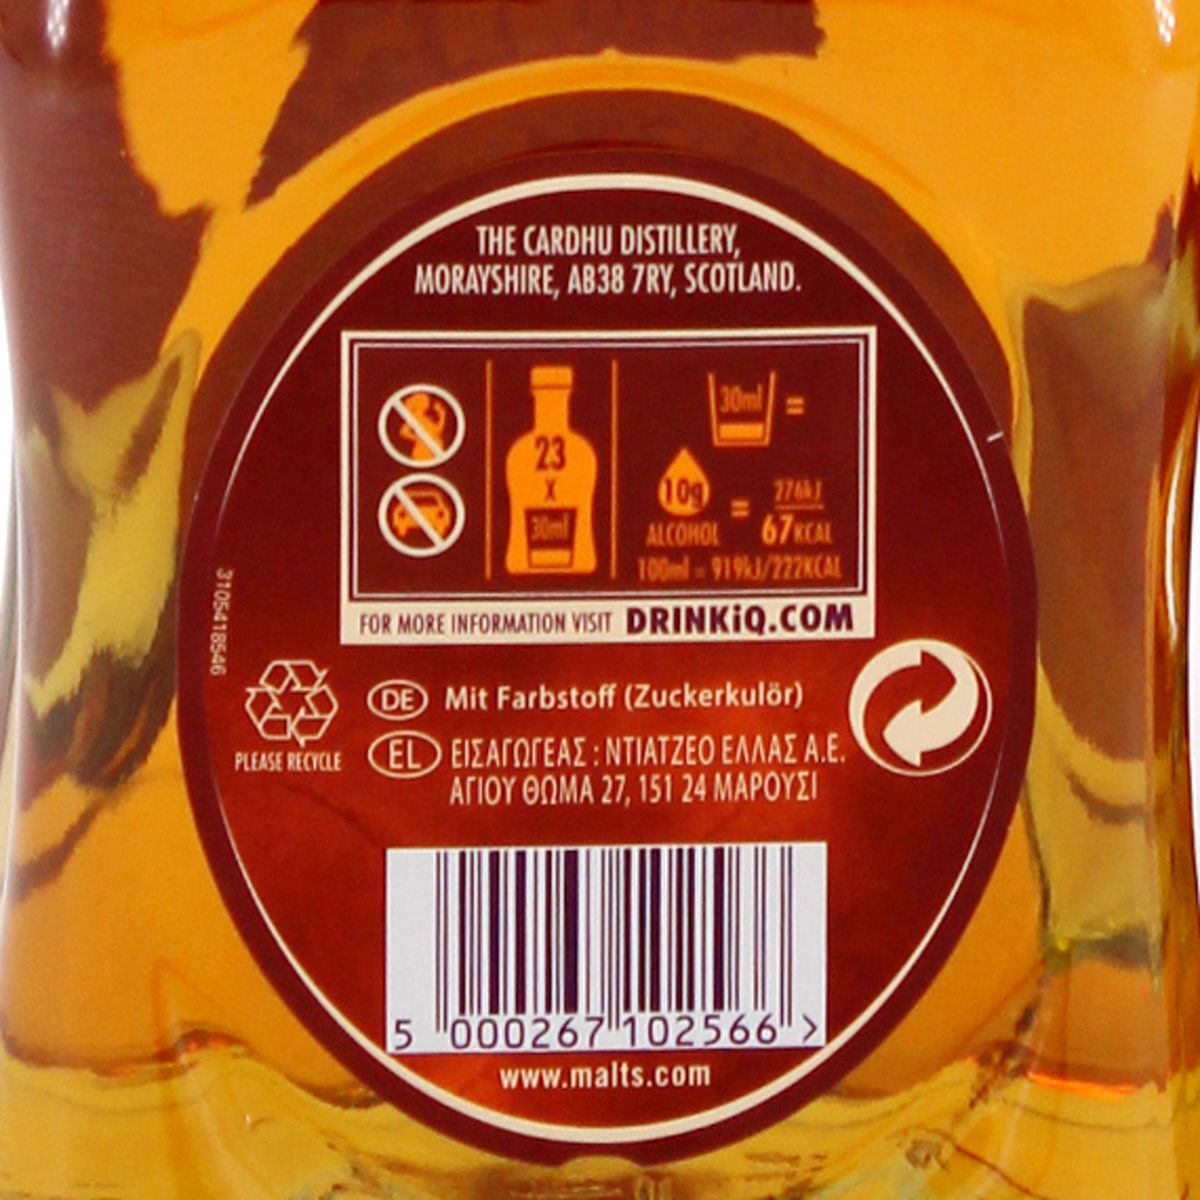 THE CARDHU DISTILLERY,
MORAYSHIRE, AB38 7RY, SCOTLAND.
23
x
30ml
30ml =
10g
ALCOHOL
=
276kJ
67KCAL
100ml = 919kJ/222KCAL
FOR MORE INFORMATION VISIT DRINKiQ.COM
3105418546
PLEASE RECYCLE
DE Mit Farbstoff (Zuckerkulör)
EL ΕΙΣΑΓΩΓΕΑΣ : ΝΤΙΑΤΖΕΟ ΕΛΛΑΣ Α.Ε.
ΑΓΙΟΥ ΘΩΜΑ 27, 151 24 ΜΑΡΟΥΣΙ
5 000267 102566 >
www.malts.com